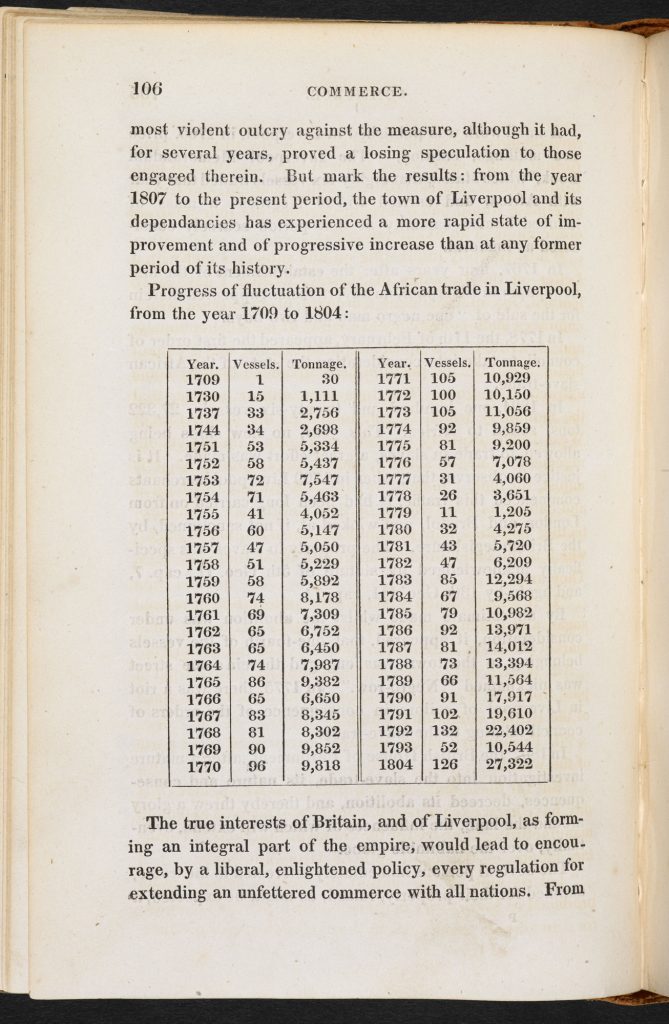 106 COMMERCE.
most violent outcry against the measure, although it had,
for several years, proved a losing speculation to those
engaged therein. But mark the results: from the year
1807 to the present period, the town of Liverpool and its
dependancies has experienced a more rapid state of im-
provement and of progressive increase than at any former
period of its history.
Progress of fluctuation of the African trade in Liverpool,
from the year 1709 to 1804:
Year. Vessels. Tonnage. Year. Vessels. Tonnage.
1709 1 30 1771 105 10,929
1730 15 1,111 1772 100 10,150
1737 33 2,756 1773 105 11,056
1744 34 2,698 1774 92 9,859
1751 53 5,334 1775 81 9,200
1752 58 5,437 1776 57 7,078
1753 72 7,547 1777 31 4,060
1754 71 5,463 1778 26 3,651
1755 41 4,052 1779 11 1,205
1756 60 5,147 1780 32 4,275
1757 47 5,050 1781 43 5,720
1758 51 5,229 1782 47 6,209
1759 58 5,892 1783 85 12,294
1760 74 8,178 1784 67 9,568
1761 69 7,309 1785 79 10,982
1762 65 6,752 1786 92 13,971
1763 65 6,450 1787 81 14,012
1764 74 7,987 1788 73 13,394
1765 86 9,382 1789 66 11,564
1766 65 6,650 1790 91 17,917
1767 83 8,345 1791 102 19,610
1768 81 8,302 1792 132 22,402
1769 90 9,852 1793 52 10,544
1770 96 9,818 1804 126 27,322
The true interests of Britain, and of Liverpool, as form-
ing an integral part of the empire, would lead to encou-
rage, by a liberal, enlightened policy, every regulation for
extending an unfettered commerce with all nations. From